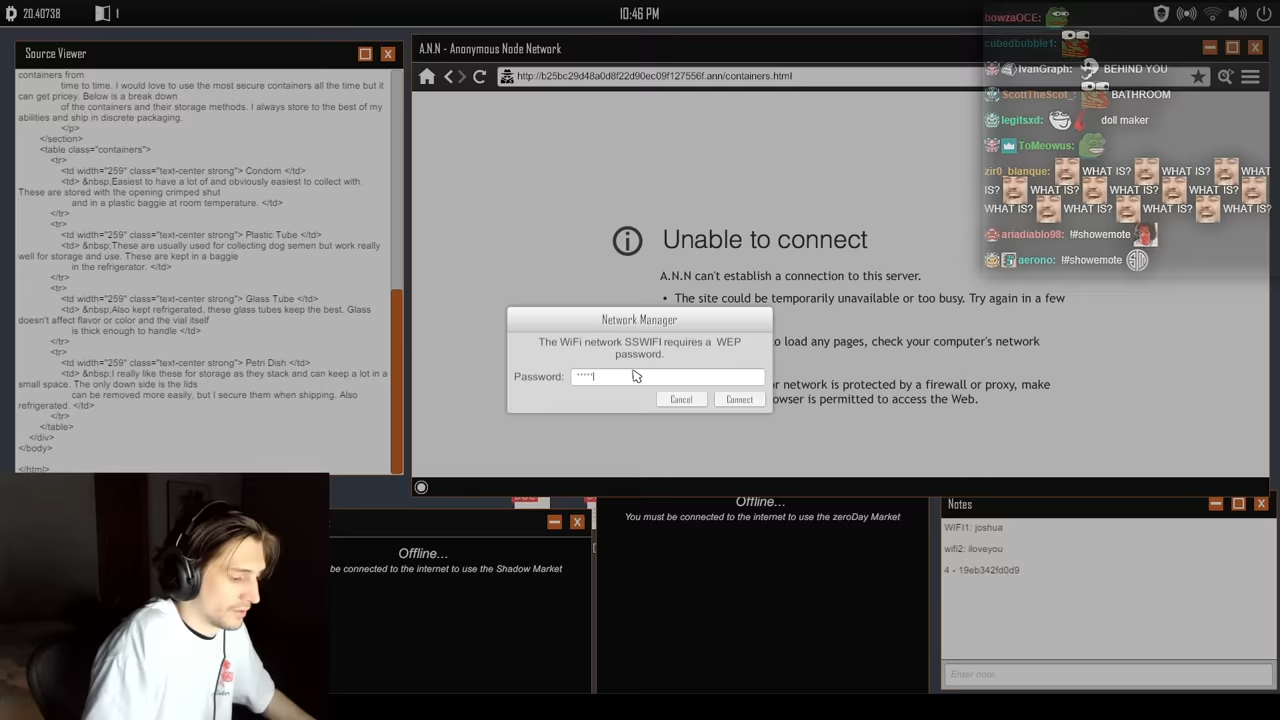 20.40738
1
10:46 PM
Source Viewer
containers from
time to time. I would love to use the most secure containers all the time but it
can get pricey. Below is a break down
of the containers and their storage methods. I always store to the best of my
abilities and ship in discrete packaging.
</p>
</section>
<table class="containers">
<tr>
<td width="259" class="text-center strong"> Condom </td>
<td> &nbsp;Easiest to have a lot of and obviously easiest to collect with.
These are stored with the opening crimped shut
and in a plastic baggie at room temperature. </td>
</tr>
<tr>
<td width="259" class="text-center strong"> Plastic Tube </td>
<td> &nbsp;These are usually used for collecting dog semen but work really
well for storage and use. These are kept in a baggie
in the refrigerator. </td>
</tr>
<tr>
<td width="259" class="text-center strong"> Glass Tube </td>
<td> &nbsp;Also kept refrigerated, these glass tubes keep the best. Glass
doesn't affect flavor or color and the vial itself
is thick enough to handle </td>
</tr>
<tr>
<td width="259" class="text-center strong"> Petri Dish </td>
<td> &nbsp;I really like these for storage as they stack and can keep a lot in a
small space. The only down side is the lids
can be removed more easily, but I secure them when shipping. Also
refrigerated. </td>
</tr>
</table>
</div>
</body>
</html>
A.N.N - Anonymous Node Network
http://b25bc29d48a0d8f22d90ec09f127556f.ann/containers.html
Unable to connect
A.N.N can't establish a connection to this server.
• The site could be temporarily unavailable or too busy. Try again in a few
to load any pages, check your computer's network
or network is protected by a firewall or proxy, make
owser is permitted to access the Web.
Network Manager
The WiFi network SSWIFI requires a WEP
password.
Password: *****
Cancel
Connect
bowzaOCE:
cubedbubble1:
IvanGraph: BEHIND YOU
ScottTheScot_: BATHROOM
legitsxd: doll maker
ToMeowus:
zir0_blanque: WHAT IS? WHAT IS? WHAT
IS? WHAT IS? WHAT IS? WHAT IS?
WHAT IS? WHAT IS? WHAT IS? WHAT IS?
ariadiablo98: !#showemote
aerono: !#showemote
Offline...
be connected to the internet to use the Shadow Market
Offline...
You must be connected to the internet to use the zeroDay Market
Notes
WIFI1: joshua
wifi2: iloveyou
4 - 19eb342fd0d9
Enter note..